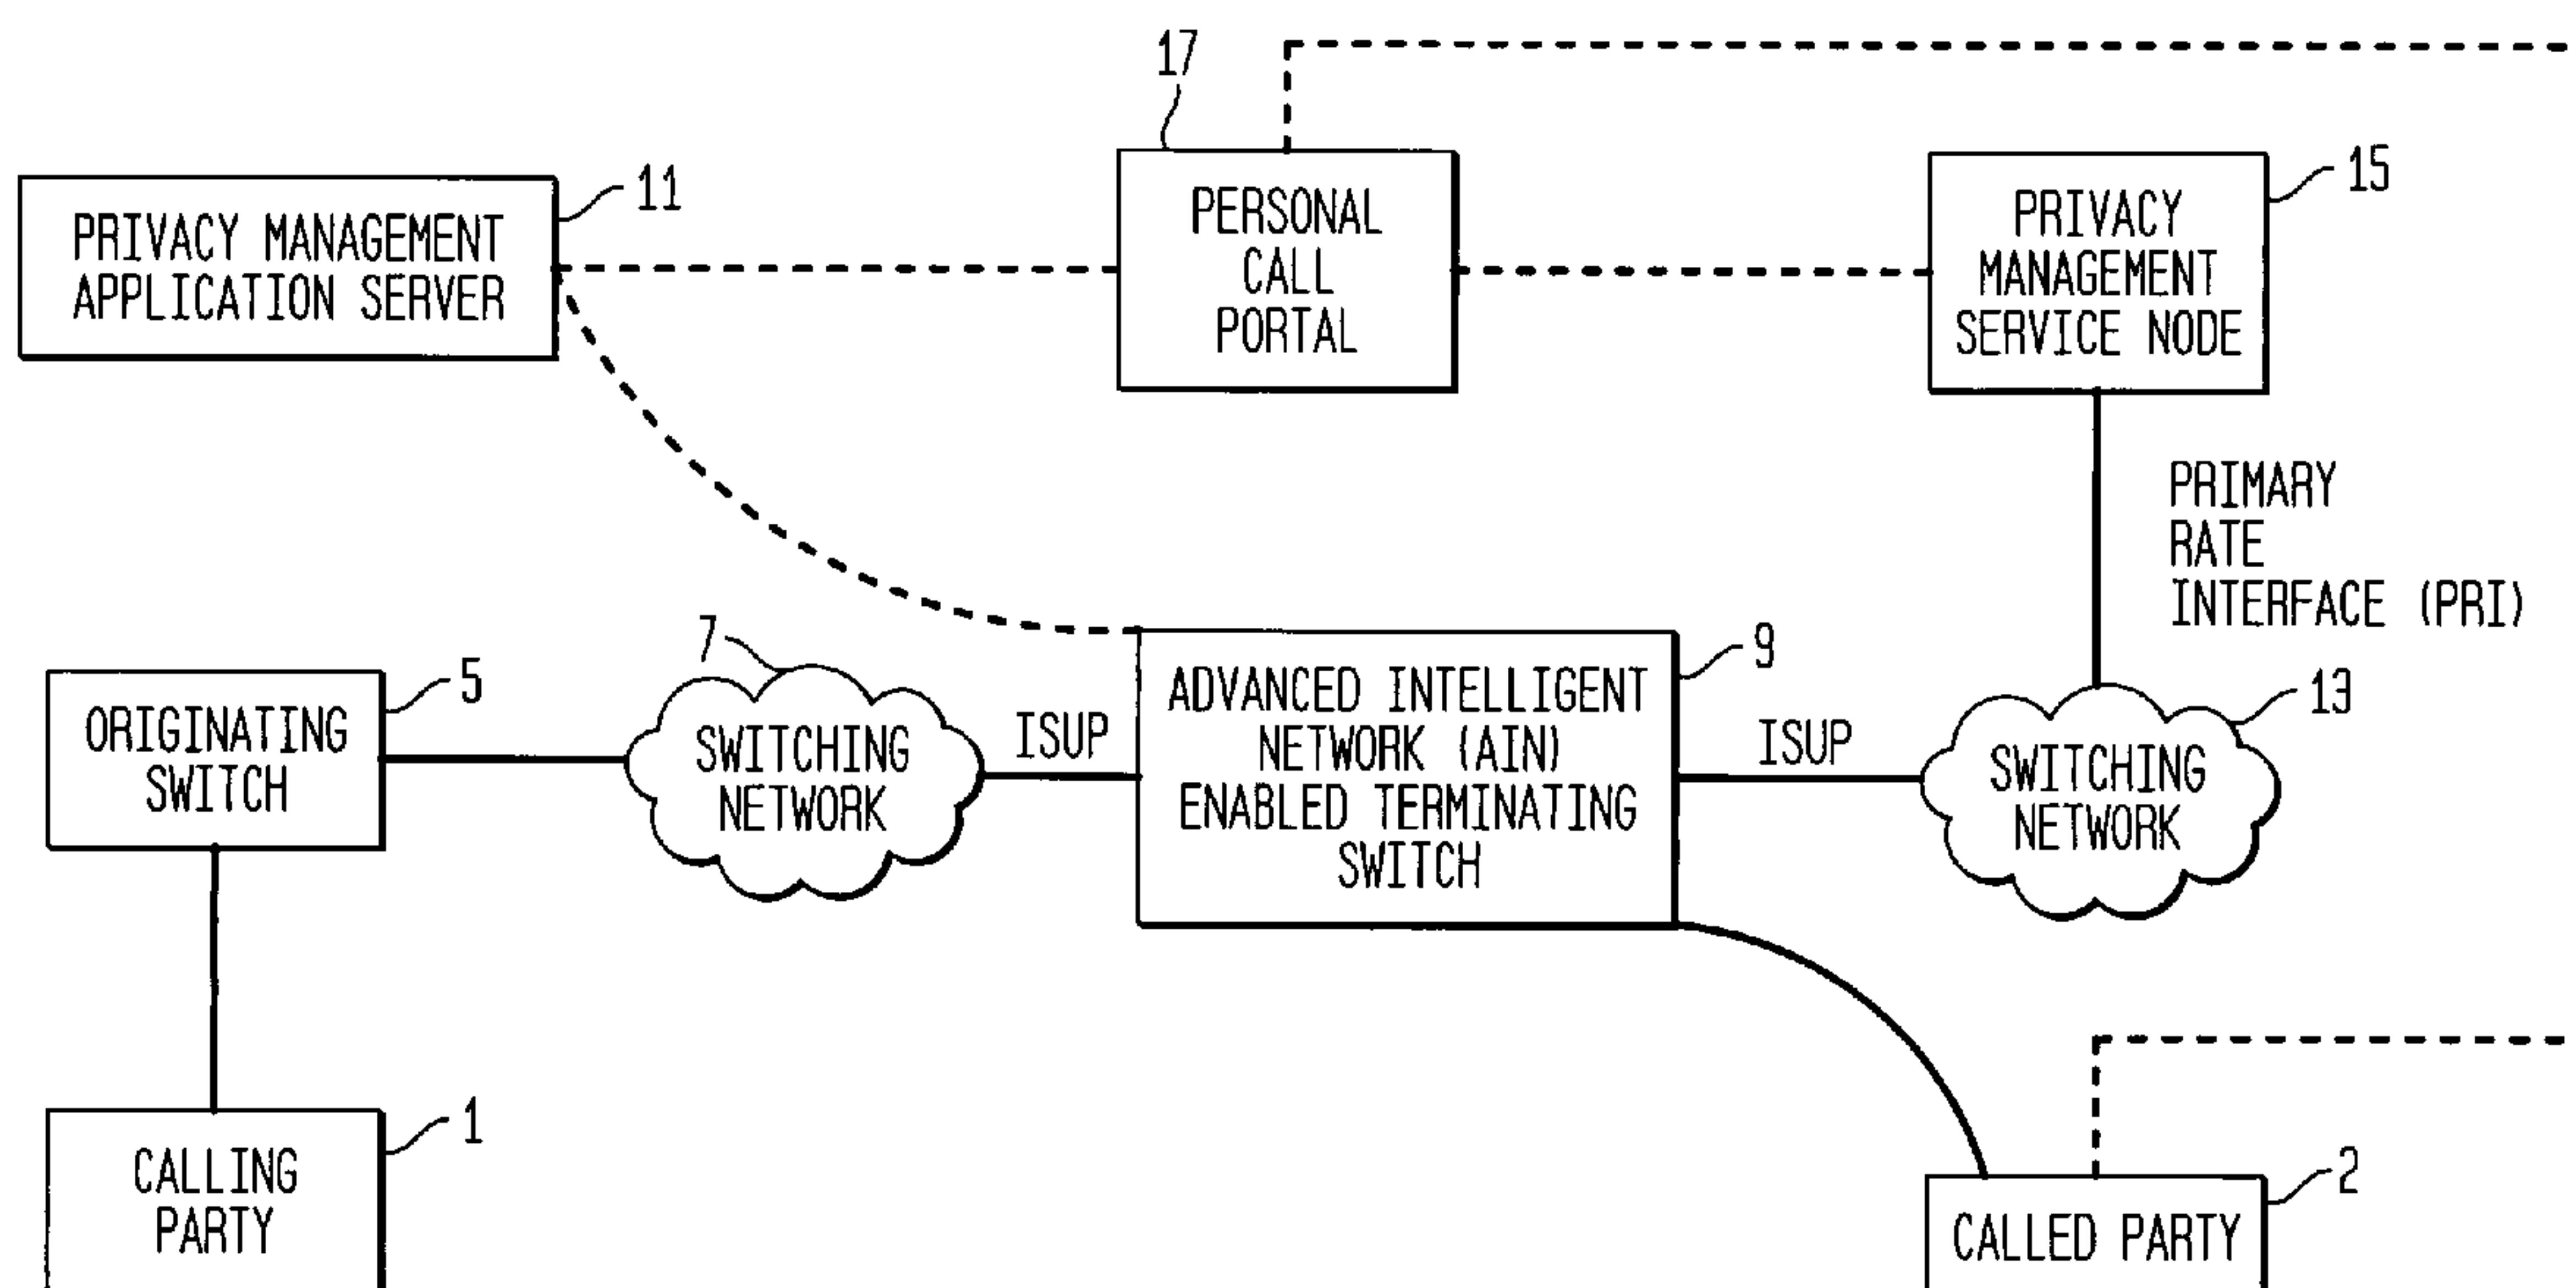 17
11
PRIVACY MANAGEMENT
APPLICATION SERVER
PERSONAL
CALL
PORTAL
15
PRIVACY
MANAGEMENT
SERVICE NODE
PRIMARY
RATE
INTERFACE (PRI)
5
ORIGINATING
SWITCH
7
SWITCHING
NETWORK
ISUP
9
ADVANCED INTELLIGENT
NETWORK (AIN)
ENABLED TERMINATING
SWITCH
ISUP
13
SWITCHING
NETWORK
1
CALLING
PARTY
2
CALLED PARTY